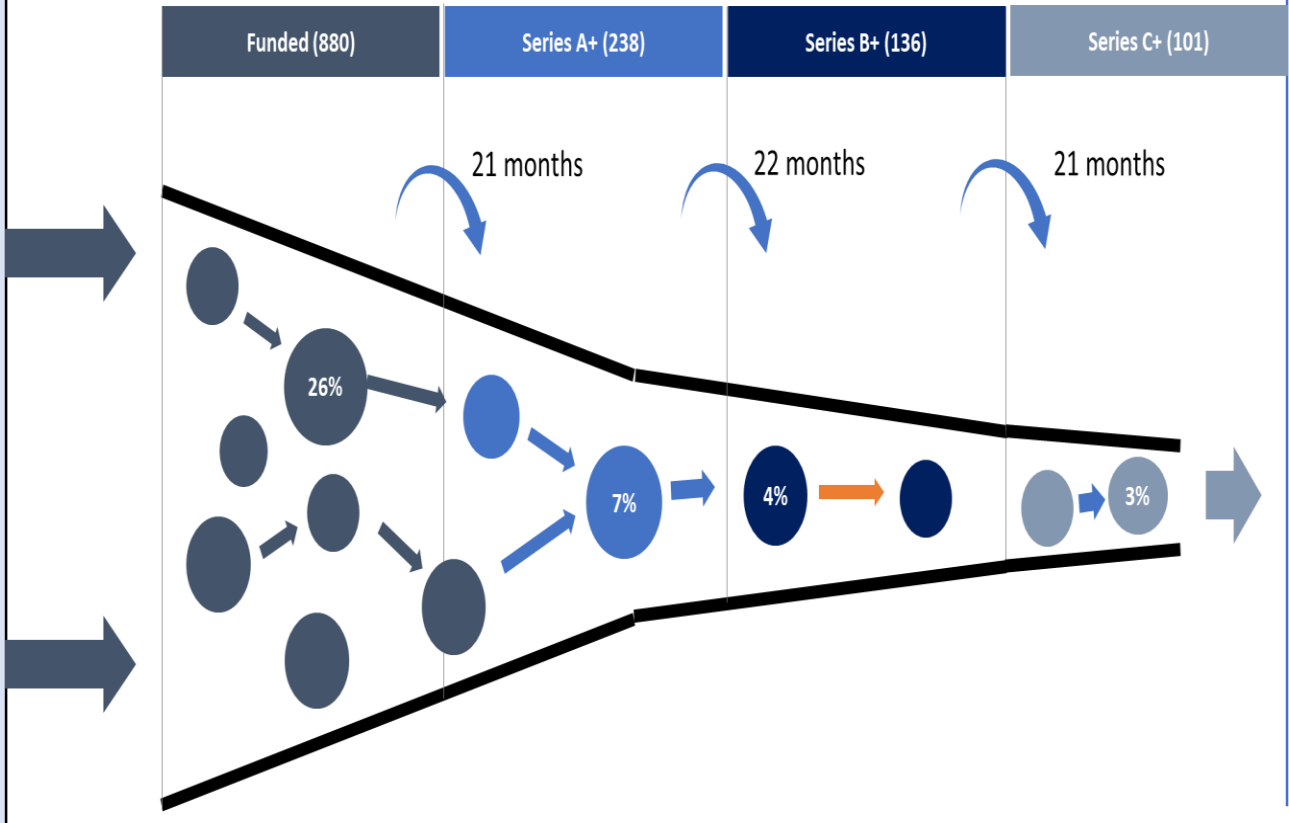 Funded (880)
Series A+ (238)
Series B+ (136)
Series C+ (101)
21 months
22 months
21 months
26%
7%
4%
3%